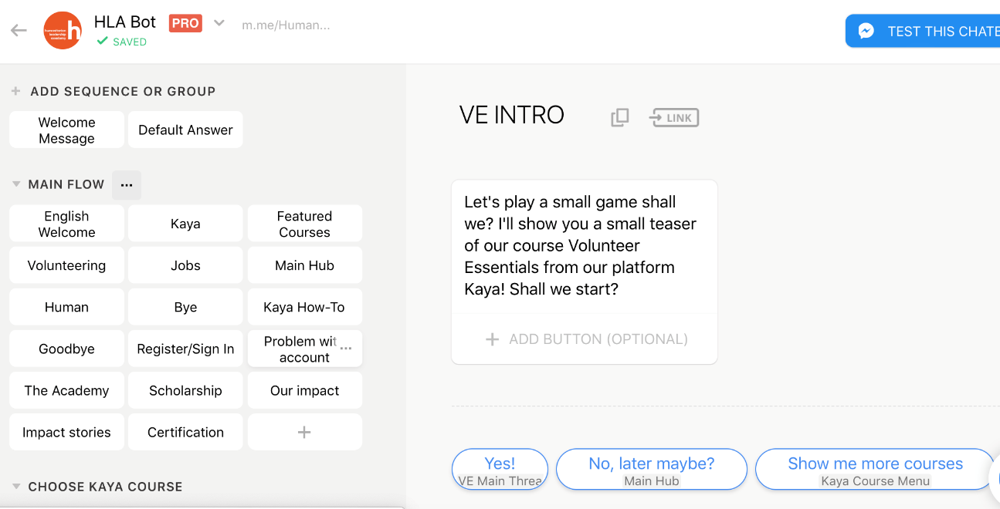 HLA Bot PRO m.me/Human...
SAVED
h
humanitarian
leadership
academy
TEST THIS CHATB
ADD SEQUENCE OR GROUP
Welcome
Message
Default Answer
MAIN FLOW
English
Welcome
Kaya
Featured
Courses
Volunteering
Jobs
Main Hub
Human
Bye
Kaya How-To
Goodbye
Register/Sign In
Problem wit
account
The Academy
Scholarship
Our impact
Impact stories
Certification
CHOOSE KAYA COURSE
VE INTRO
LINK
Let's play a small game shall
we? I'll show you a small teaser
of our course Volunteer
Essentials from our platform
Kaya! Shall we start?
ADD BUTTON (OPTIONAL)
Yes!
VE Main Threa
No, later maybe?
Main Hub
Show me more courses
Kaya Course Menu